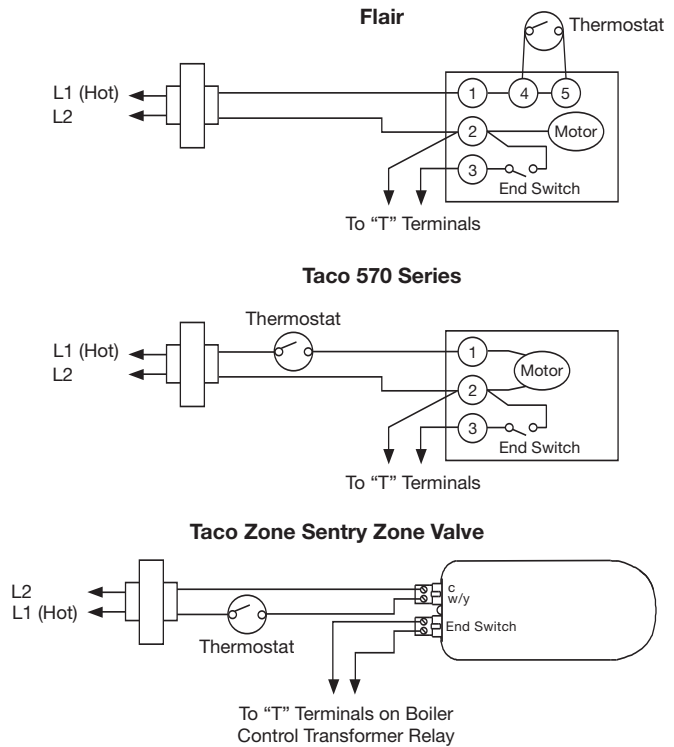 Flair
Thermostat
L1 (Hot)
L2
1
4
5
2
Motor
3
End Switch
To “T” Terminals
Taco 570 Series
Thermostat
L1 (Hot)
L2
1
Motor
2
3
End Switch
To “T” Terminals
Taco Zone Sentry Zone Valve
L2
L1 (Hot)
c
w/y
Thermostat
End Switch
To “T” Terminals on Boiler
Control Transformer Relay